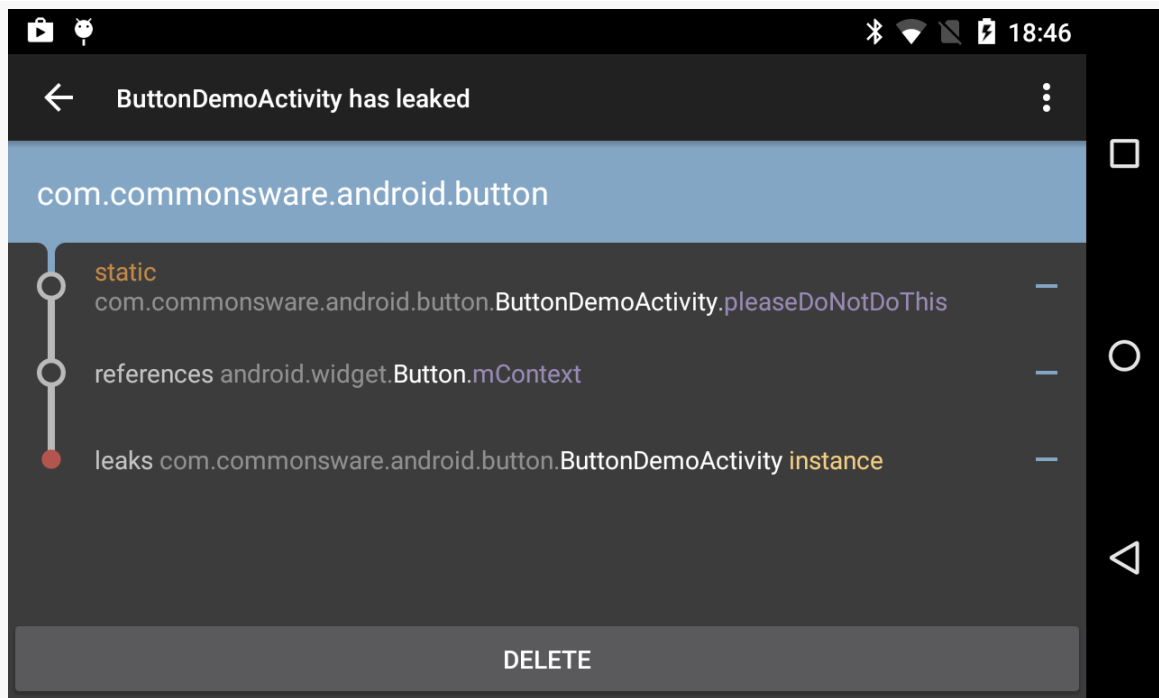 18:46
ButtonDemoActivity has leaked
com.commonsware.android.button
static
com.commonsware.android.button.ButtonDemoActivity.pleaseDoNotDoThis
references android.widget.Button.mContext
leaks com.commonsware.android.button.ButtonDemoActivity instance
DELETE